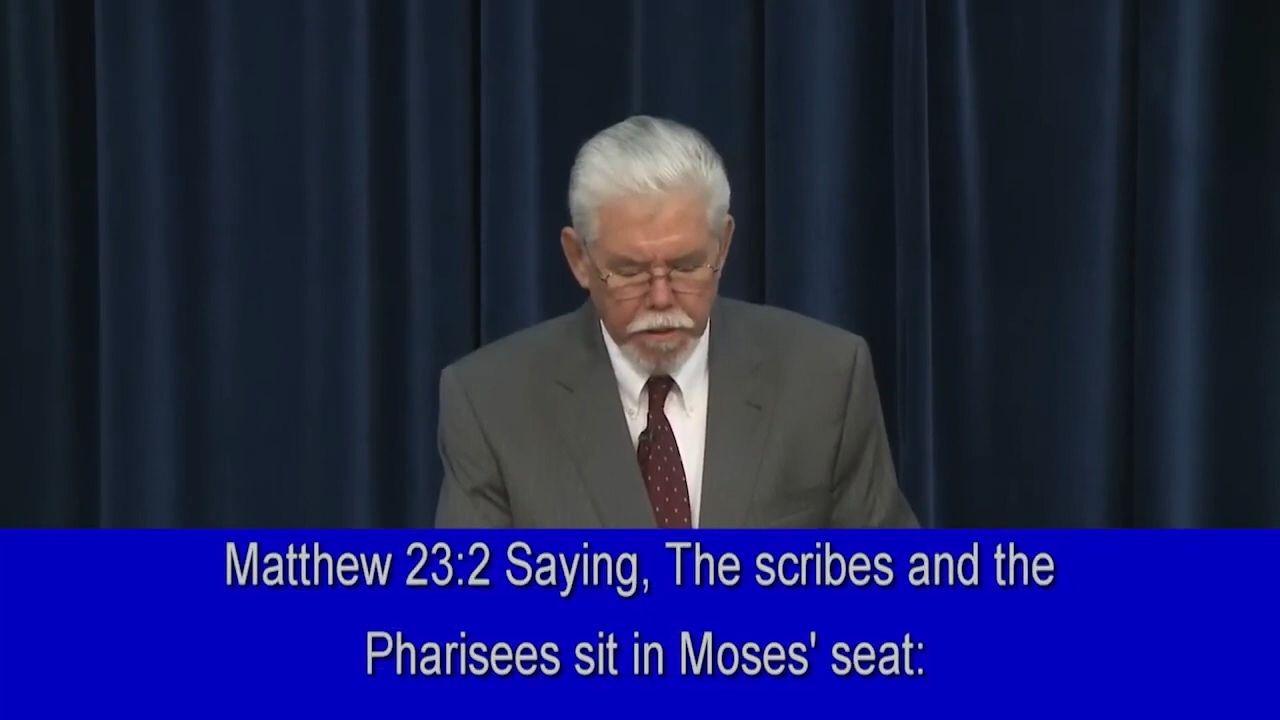 Matthew 23:2 Saying, The scribes and the
Pharisees sit in Moses' seat: